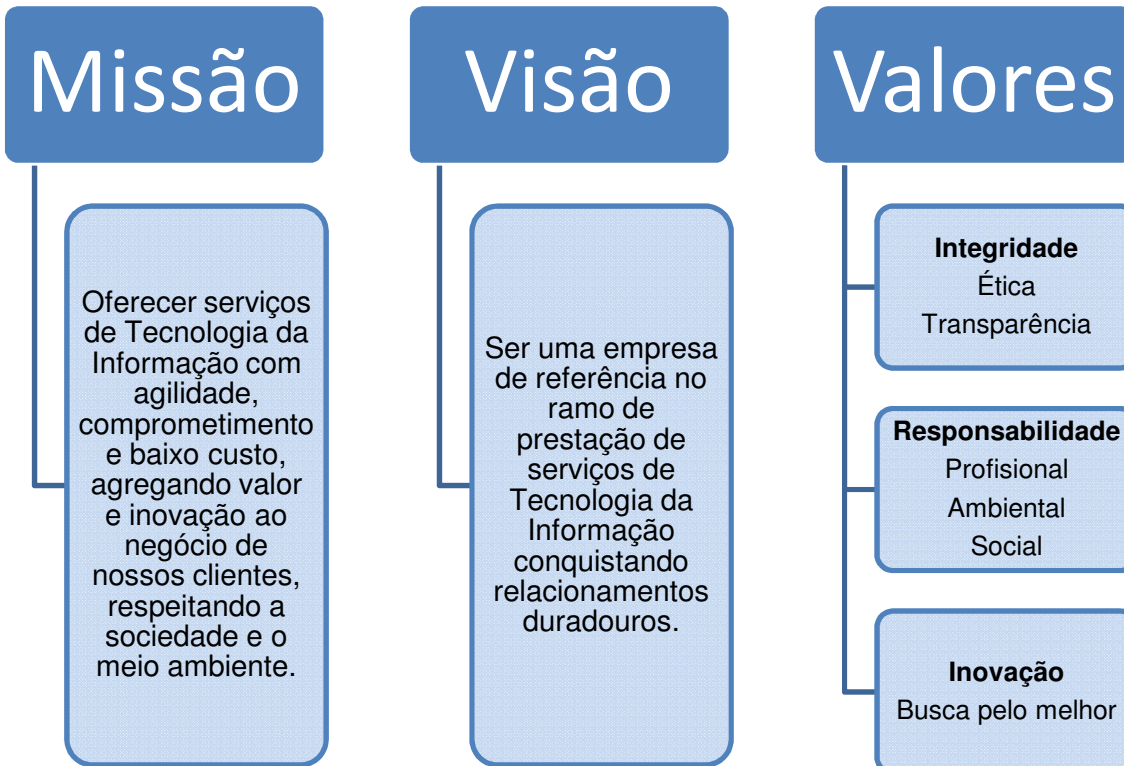 Missão
Oferecer serviços
de Tecnologia da
Informação com
agilidade,
comprometimento
e baixo custo,
agregando valor
e inovação ao
negócio de
nossos clientes,
respeitando a
sociedade e o
meio ambiente.
Visão
Ser uma empresa
de referência no
ramo de
prestação de
serviços de
Tecnologia da
Informação
conquistando
relacionamentos
duradouros.
Valores
Integridade
Ética
Transparência
Responsabilidade
Profisional
Ambiental
Social
Inovação
Busca pelo melhor